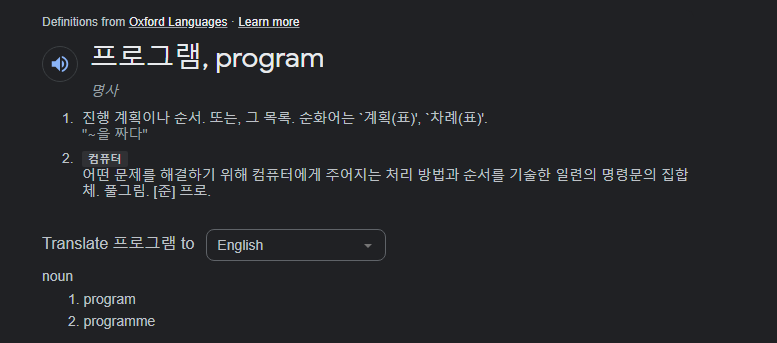 Definitions from Oxford Languages · Learn more
프로그램, program
명사
1. 진행 계획이나 순서. 또는, 그 목록. 순화어는 `계획(표)', `차례(표)'.
"~을 짜다"
2. 컴퓨터
어떤 문제를 해결하기 위해 컴퓨터에게 주어지는 처리 방법과 순서를 기술한 일련의 명령문의 집합
체. 풀그림. [준] 프로.
Translate 프로그램 to English
noun
1. program
2. programme